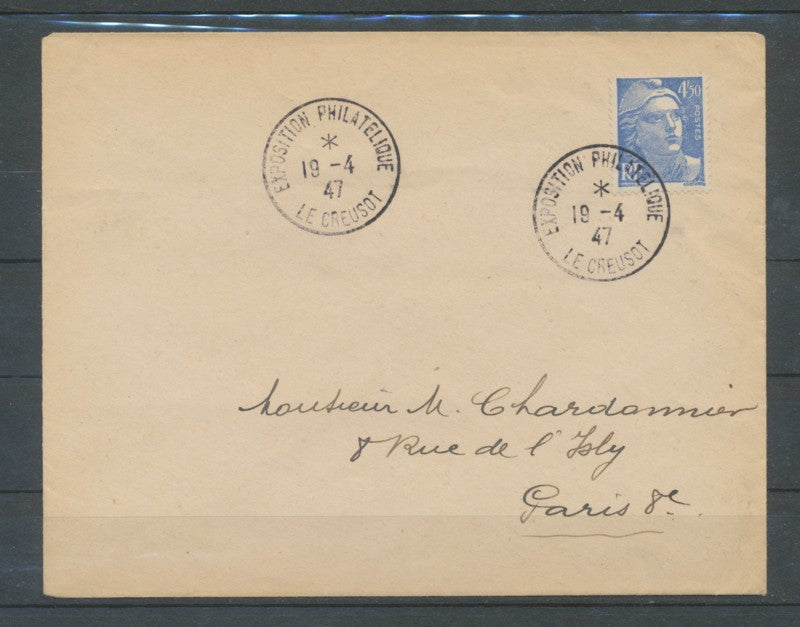 EXPOSITION PHILATELIQUE
19 -4
47
LE CREUSOT
4F50
POSTES
EXPOSITION PHILATELIQUE
19 -4
47
LE CREUSOT
Monsieur M. Chardonnier
8 Rue de l'Isly
Paris 8e.